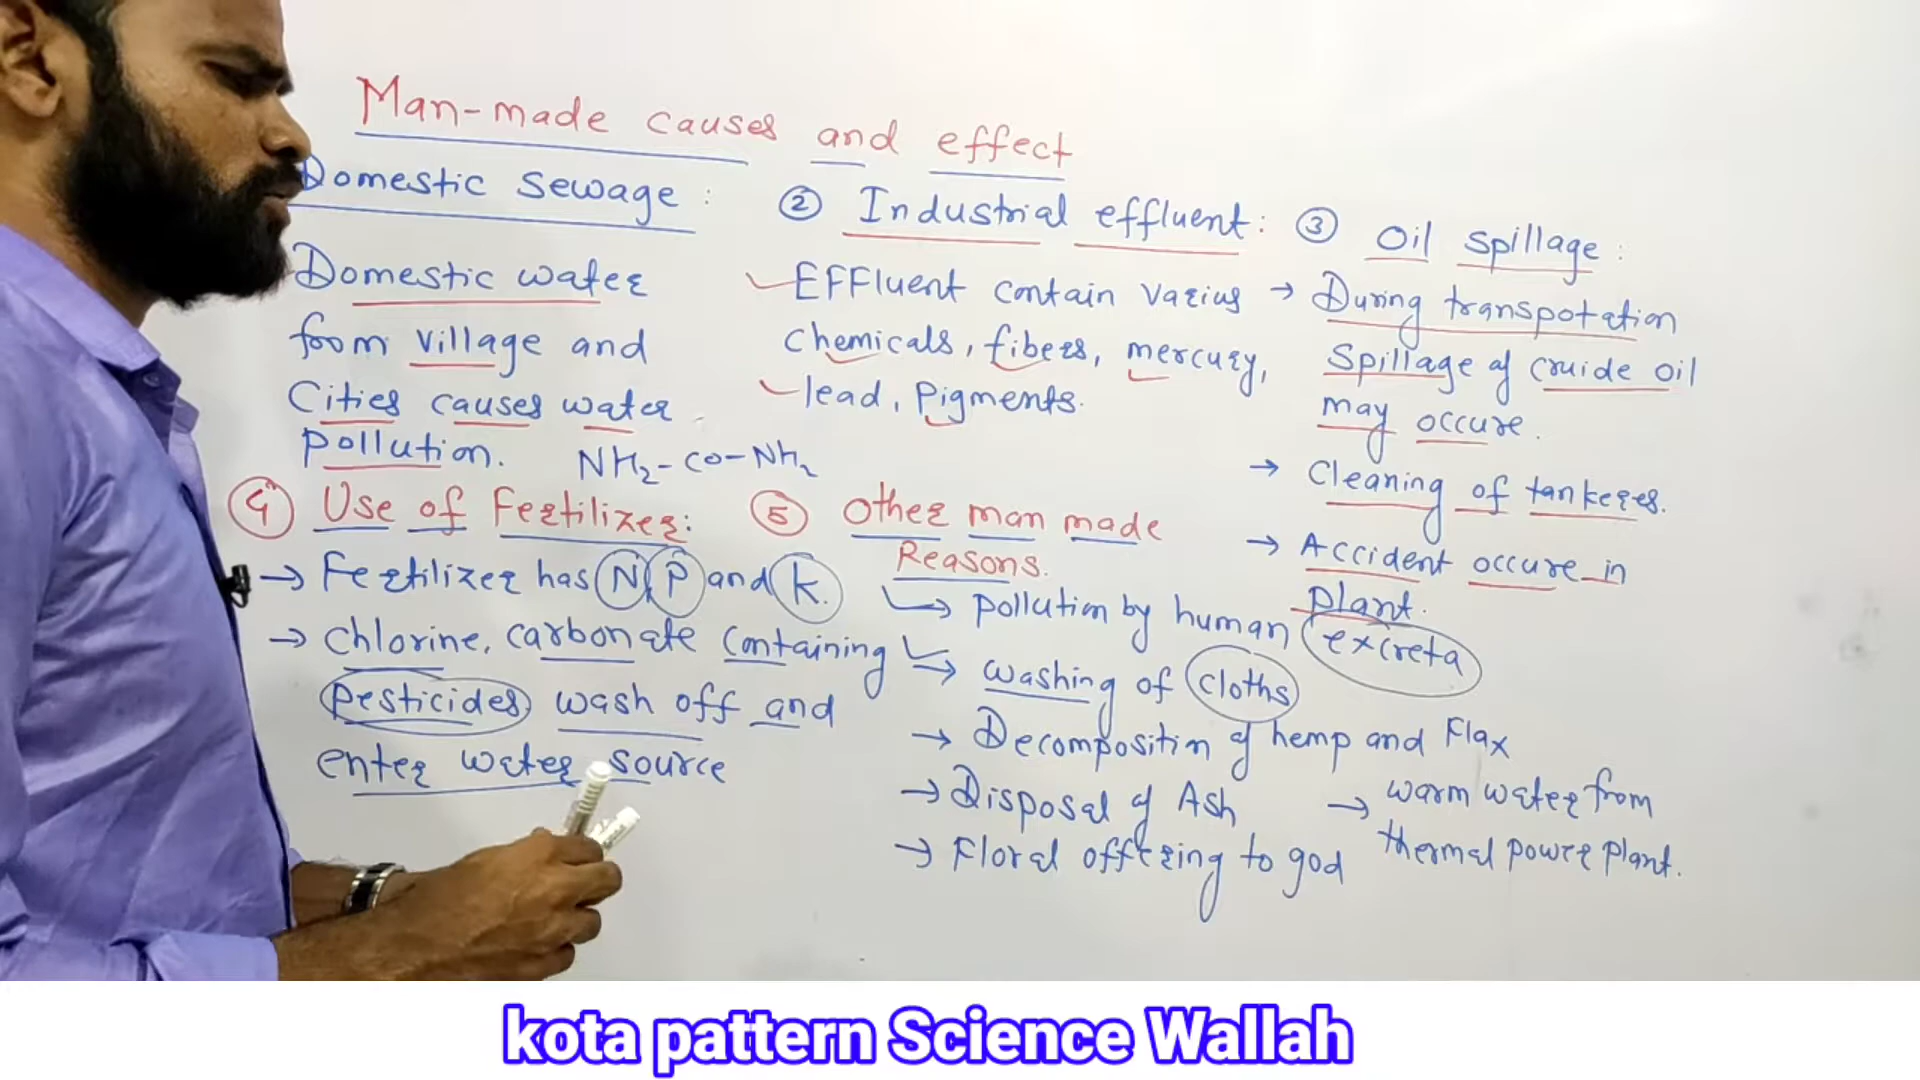 Man-made causes and effect
Domestic Sewage :
Domestic water
from village and
Cities causes water
pollution.
NH2-CO-NH2
② Industrial effluent :
Effluent contain varius
chemicals, fibers, mercury,
lead, pigments.
③ Oil spillage :
→ During transpotation
Spillage of cruide oil
may occure.
→ Cleaning of tankeres.
→ Accident occure in
plant.
④ Use of Fertilizer:
→ Fertilizer has N, P and K.
→ Chlorine, carbonate containing
pesticides wash off and
enter water source
⑤ Other man made
Reasons.
→ pollution by human excreta
→ washing of cloths
→ Decomposition of hemp and Flax
→ Disposal of Ash
→ Floral offering to god
→ warm water from
thermal power plant.
kota pattern Science Wallah